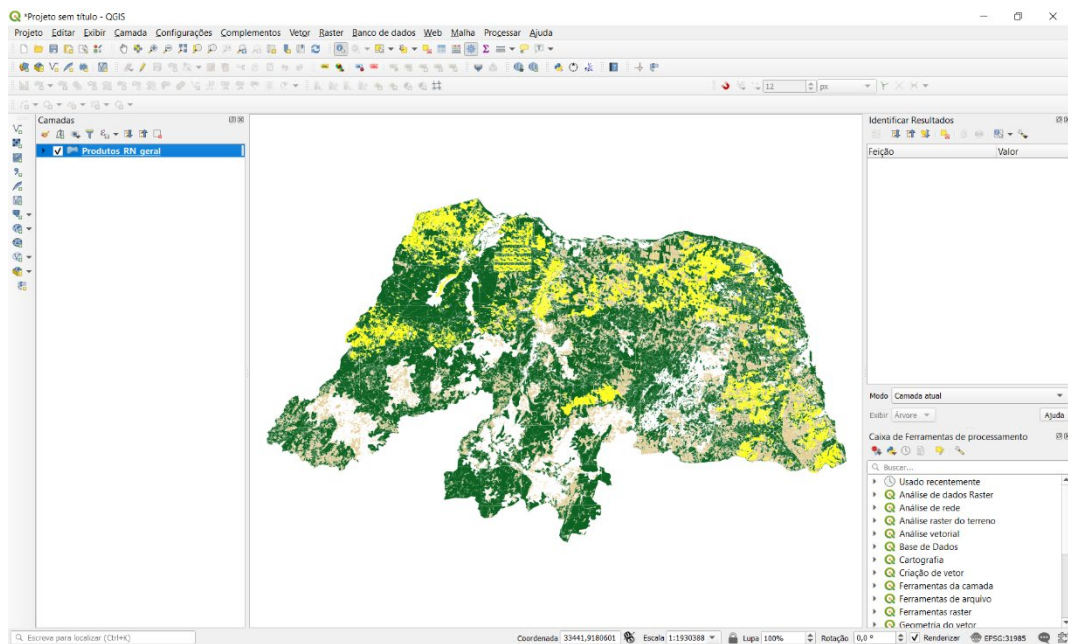 *Projeto sem título - QGIS
Projeto Editar Exibir Camada Configurações Complementos Vetor Raster Banco de dados Web Malha Processar Ajuda
12 px
Camadas
Produtos RN geral
Identificar Resultados
Feição Valor
Modo Camada atual
Exibir Árvore Ajuda
Caixa de Ferramentas de processamento
Buscar...
Usado recentemente
Análise de dados Raster
Análise de rede
Análise raster do terreno
Análise vetorial
Base de Dados
Cartografia
Criação de vetor
Ferramentas da camada
Ferramentas de arquivo
Ferramentas raster
Geometria do vetor
Escreva para localizar (Ctrl+K) Coordenada 33441,9180601 Escala 1:1930388 Lupa 100% Rotação 0,0 ° Renderizar EPSG:31985